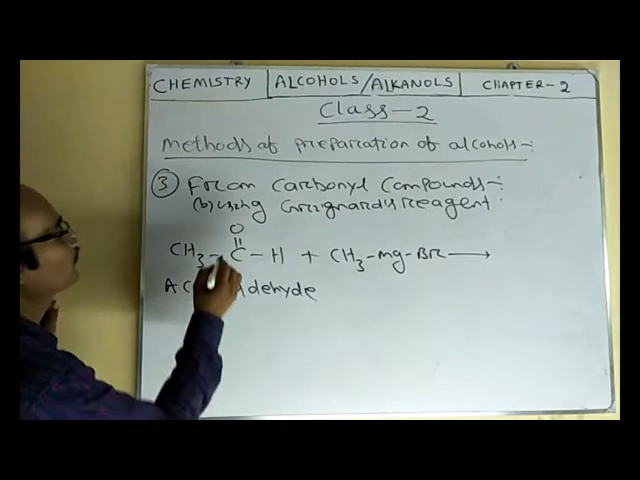 CHEMISTRY ALCOHOLS/ALKANOLS CHAPTER-2
Class-2
Methods of preparation of alcohols-:
③ From Carbonyl Compounds-:
(b) using Grignard's Reagent
O
CH3-C-H + CH3-mg-Br⟶